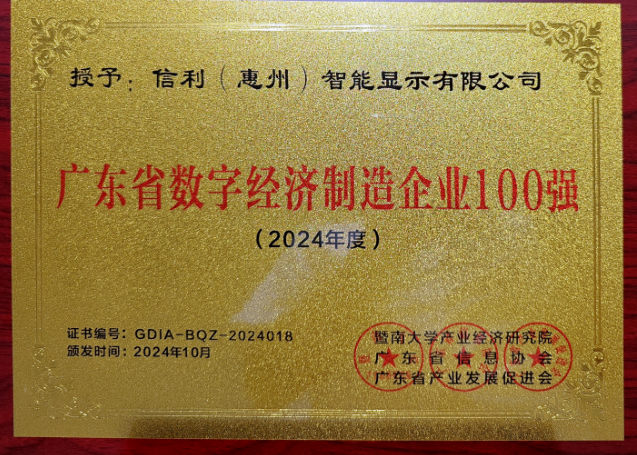 授予：信利（惠州）智能显示有限公司
广东省数字经济制造企业100强
（2024年度）
证书编号：GDIA-BQZ-2024018
颁发时间：2024年10月
暨南大学产业经济研究院
广东省信息协会
广东省产业发展促进会